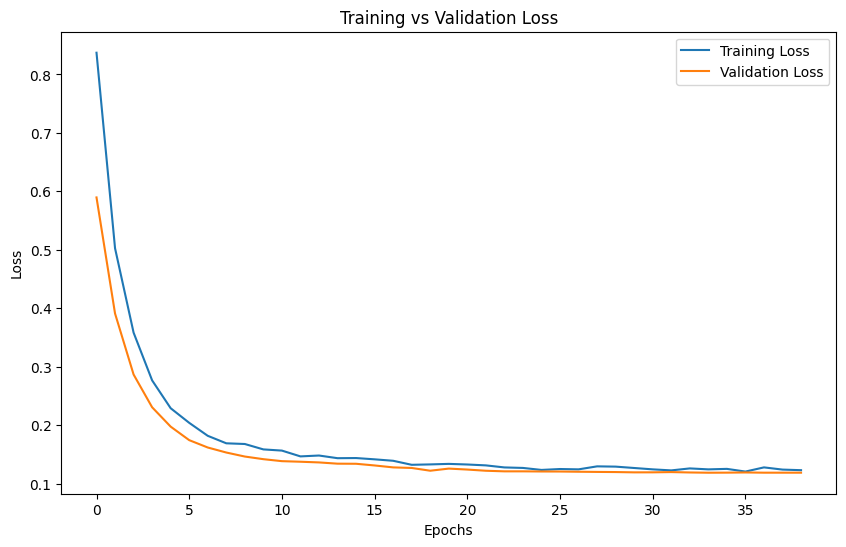 Training vs Validation Loss
Training Loss
Validation Loss
0.8
0.7
0.6
0.5
0.4
0.3
0.2
0.1
Loss
0 5 10 15 20 25 30 35
Epochs